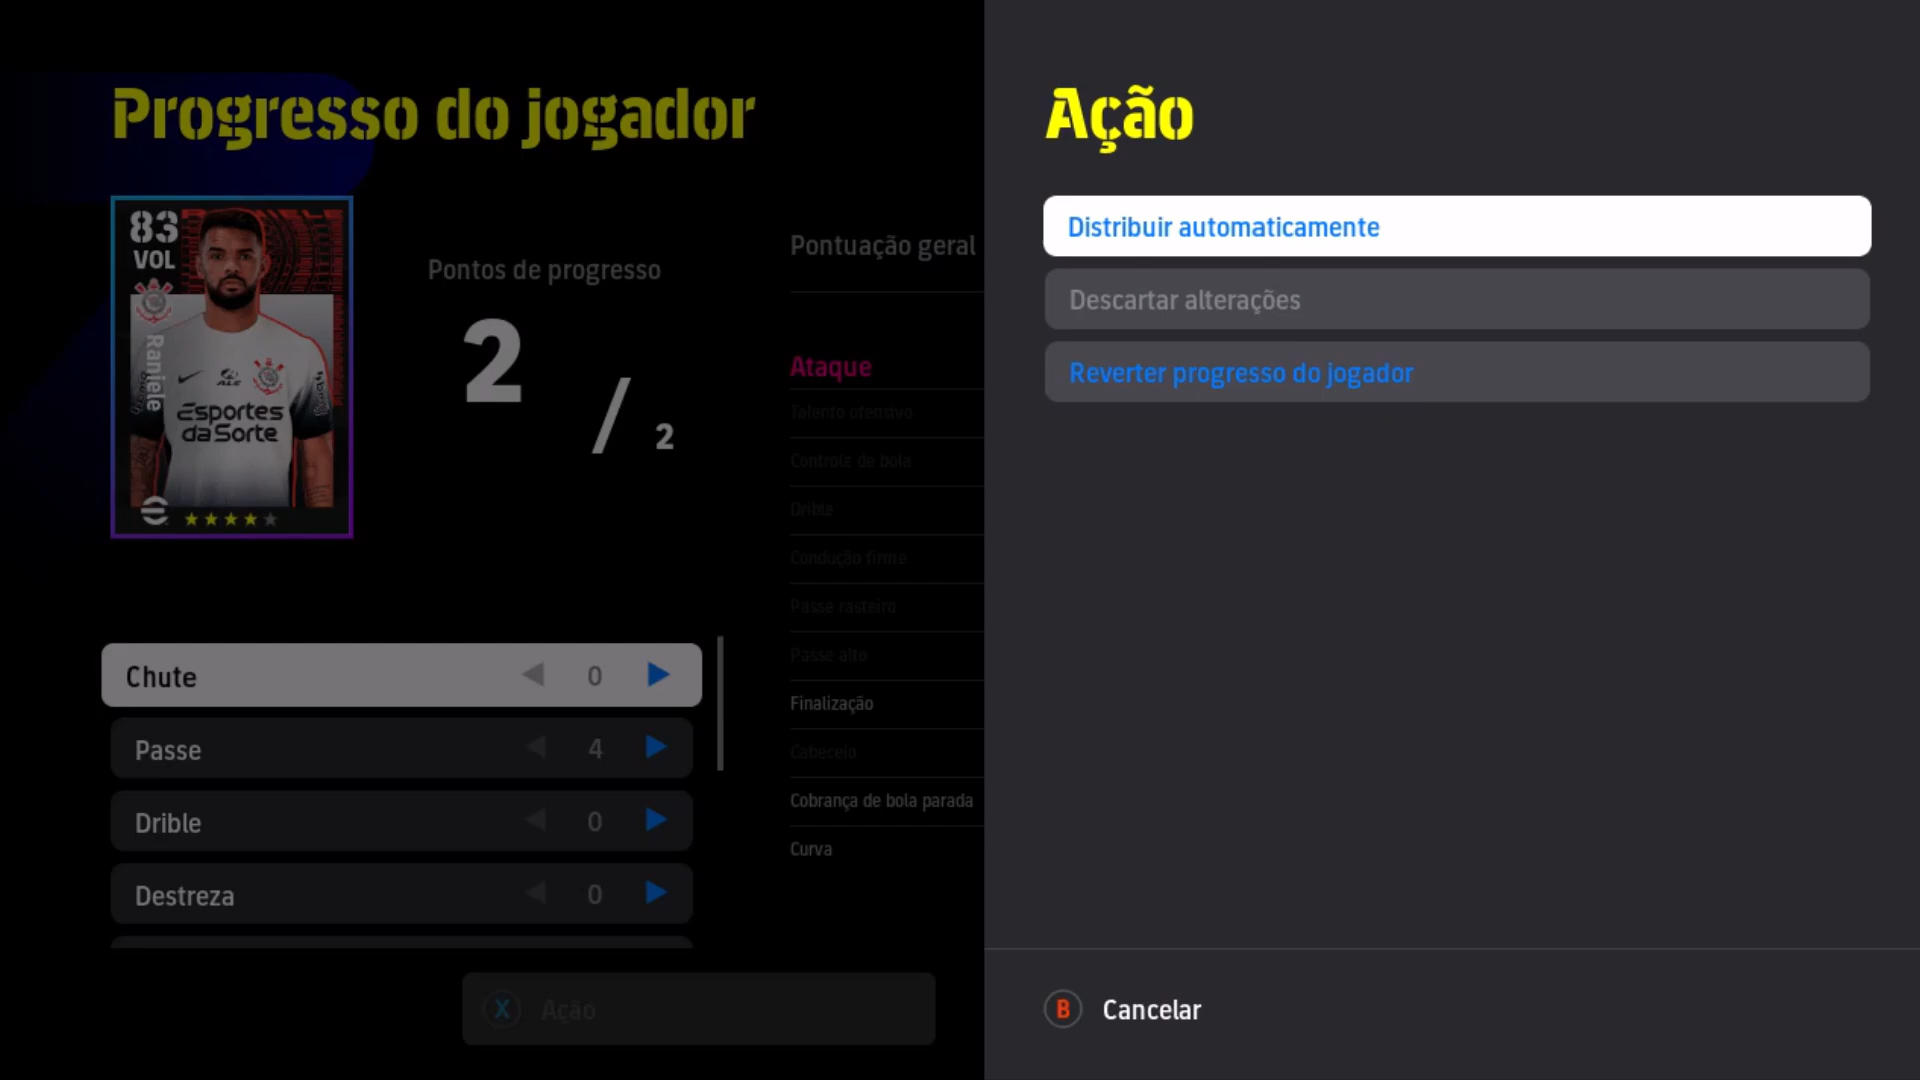 Progresso do jogador
83
VOL
Raniele
ALE
Esportes
da Sorte
Pontos de progresso
2 / 2
Chute 0
Passe 4
Drible 0
Destreza 0
X Ação
Pontuação geral
Ataque
Talento ofensivo
Controle de bola
Drible
Condução firme
Passe rasteiro
Passe alto
Finalização
Cabeceio
Cobrança de bola parada
Curva
Ação
Distribuir automaticamente
Descartar alterações
Reverter progresso do jogador
B Cancelar